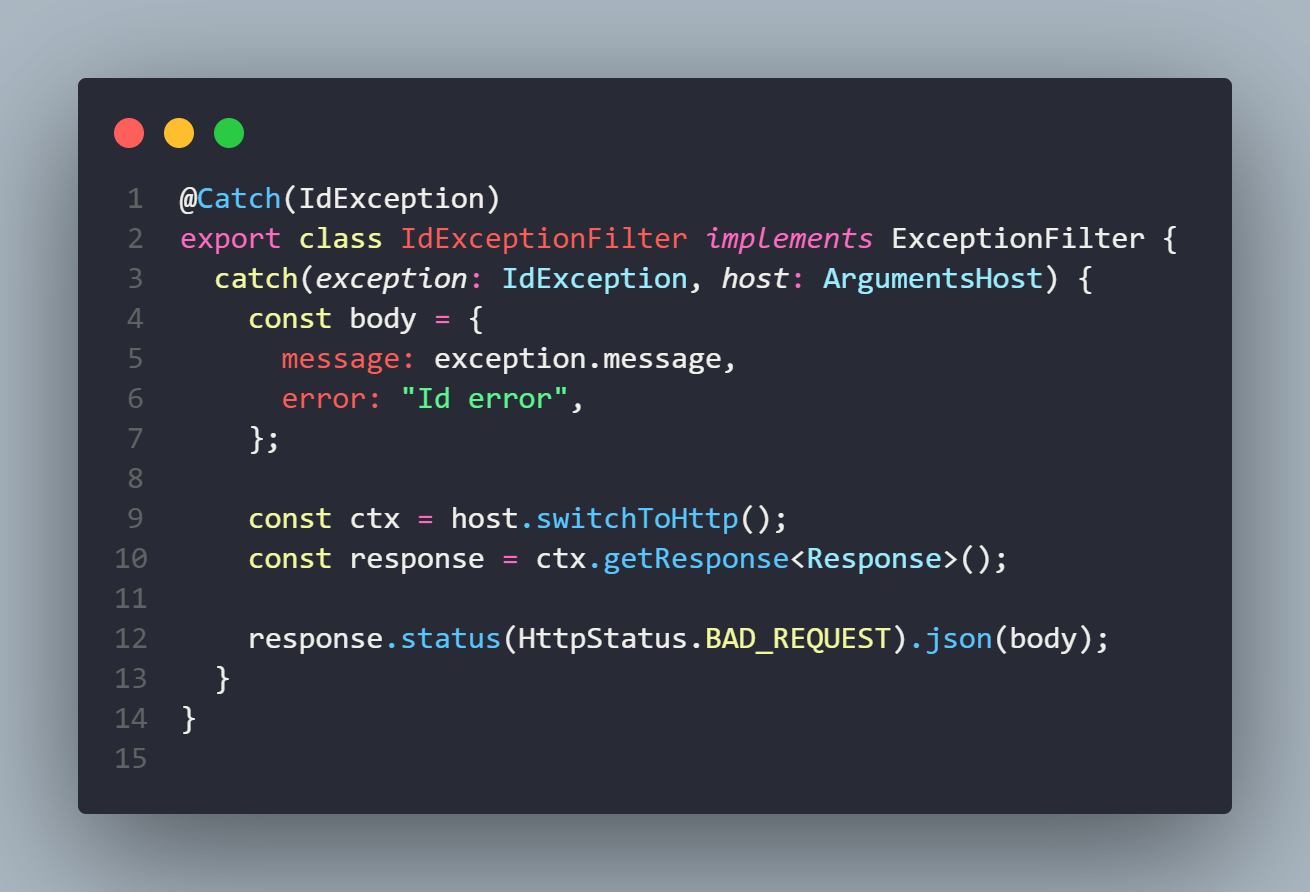 1 @Catch(IdException)
2 export class IdExceptionFilter implements ExceptionFilter {
3   catch(exception: IdException, host: ArgumentsHost) {
4     const body = {
5       message: exception.message,
6       error: "Id error",
7     };
8
9     const ctx = host.switchToHttp();
10     const response = ctx.getResponse<Response>();
11
12     response.status(HttpStatus.BAD_REQUEST).json(body);
13   }
14 }
15